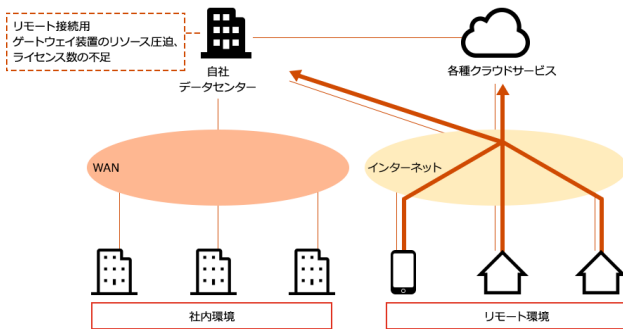 リモート接続用
ゲートウェイ装置のリソース圧迫、
ライセンス数の不足
自社
データセンター
各種クラウドサービス
WAN
インターネット
社内環境
リモート環境